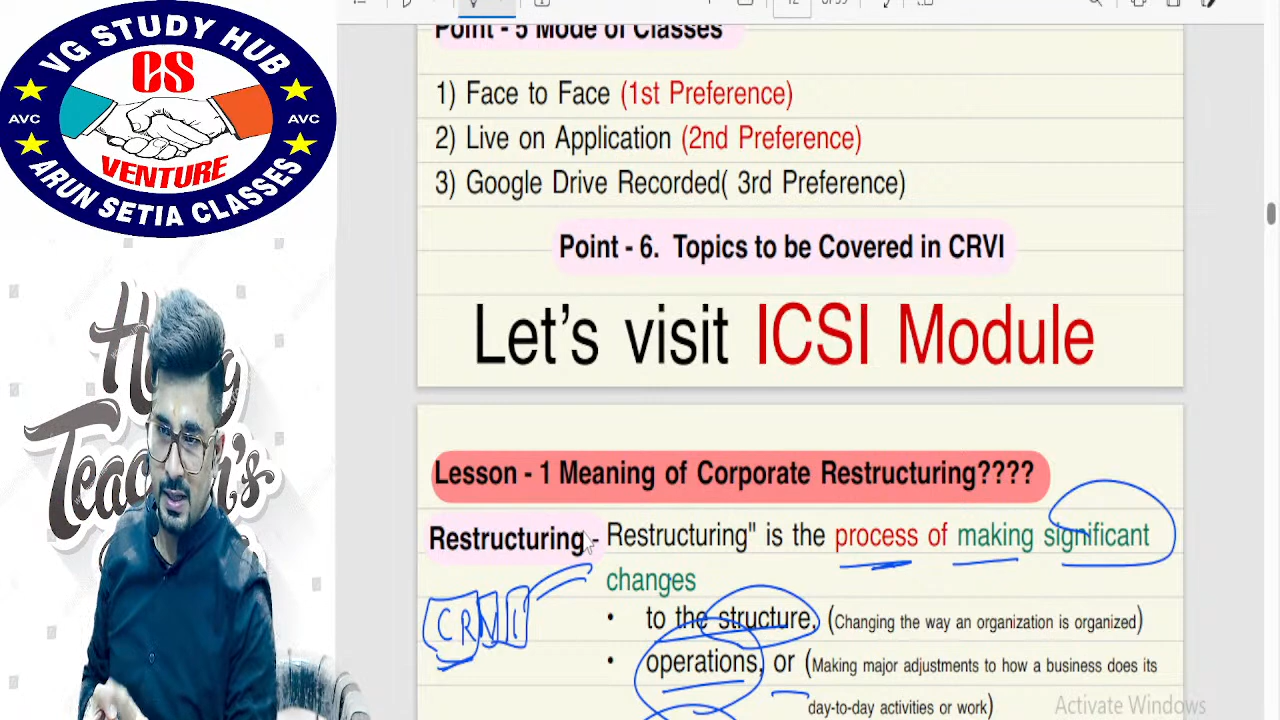 VG STUDY HUB
CS
AVC
AVC
VENTURE
ARUN SETIA CLASSES
Point - 5 Mode of Classes
1) Face to Face (1st Preference)
2) Live on Application (2nd Preference)
3) Google Drive Recorded( 3rd Preference)
Point - 6. Topics to be Covered in CRVI
Let's visit ICSI Module
Lesson - 1 Meaning of Corporate Restructuring????
Restructuring - Restructuring" is the process of making significant
changes
CRVI
• to the structure, (Changing the way an organization is organized)
• operations, or (Making major adjustments to how a business does its
day-to-day activities or work)
Activate Windows